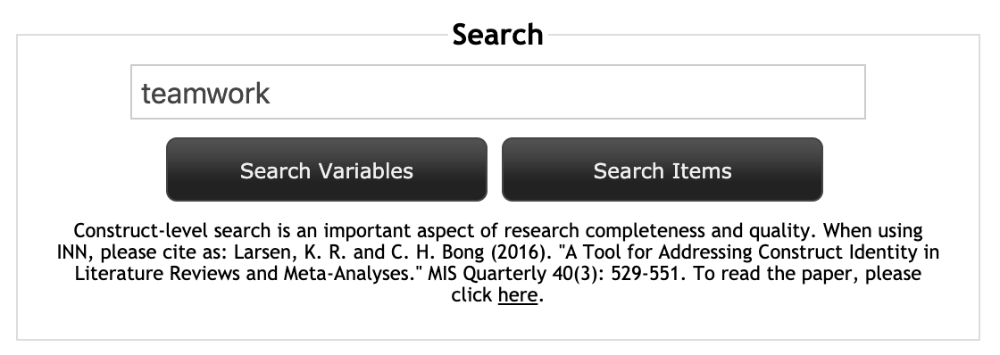 Search
teamwork
Search Variables
Search Items
Construct-level search is an important aspect of research completeness and quality. When using
INN, please cite as: Larsen, K. R. and C. H. Bong (2016). "A Tool for Addressing Construct Identity in
Literature Reviews and Meta-Analyses." MIS Quarterly 40(3): 529-551. To read the paper, please
click here.